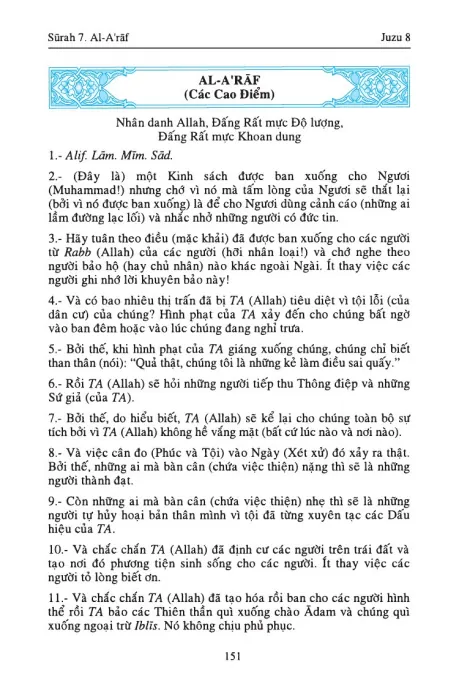 Sūrah 7. Al-A'rāf
Juzu 8
AL-A'RĀF
(Các Cao Điểm)
Nhân danh Allah, Đấng Rất mực Độ lượng,
Đấng Rất mực Khoan dung
1.- Alif. Lām. Mīm. Sād.
2.- (Đây là) một Kinh sách được ban xuống cho Ngươi
(Muhammad!) nhưng chớ vì nó mà tấm lòng của Ngươi sẽ thắt lại
(bởi vì nó được ban xuống) là để cho Ngươi dùng cảnh cáo (những ai
lầm đường lạc lối) và nhắc nhở những người có đức tin.
3.- Hãy tuân theo điều (mặc khải) đã được ban xuống cho các người
từ Rabb (Allah) của các người (hỡi nhân loại!) và chớ nghe theo
người bảo hộ (hay chủ nhân) nào khác ngoài Ngài. Ít thay việc các
người ghi nhớ lời khuyên bảo này!
4.- Và có bao nhiêu thị trấn đã bị TA (Allah) tiêu diệt vì tội lỗi (của
dân cư) của chúng? Hình phạt của TA xảy đến cho chúng bất ngờ
vào ban đêm hoặc vào lúc chúng đang nghỉ trưa.
5.- Bởi thế, khi hình phạt của TA giáng xuống chúng, chúng chỉ biết
than thân (nói): “Quả thật, chúng tôi là những kẻ làm điều sai quấy.”
6.- Rồi TA (Allah) sẽ hỏi những người tiếp thu Thông điệp và những
Sứ giả (của TA).
7.- Bởi thế, do hiểu biết, TA (Allah) sẽ kể lại cho chúng toàn bộ sự
tích bởi vì TA (Allah) không hề vắng mặt (bất cứ lúc nào và nơi nào).
8.- Và việc cân đo (Phúc và Tội) vào Ngày (Xét xử) đó xảy ra thật.
Bởi thế, những ai mà bàn cân (chứa việc thiện) nặng thì sẽ là những
người thành đạt.
9.- Còn những ai mà bàn cân (chứa việc thiện) nhẹ thì sẽ là những
người tự hủy hoại bản thân mình vì tội đã từng xuyên tạc các Dấu
hiệu của TA.
10.- Và chắc chắn TA (Allah) đã định cư các người trên trái đất và
tạo nơi đó phương tiện sinh sống cho các người. Ít thay việc các
người tỏ lòng biết ơn.
11.- Và chắc chắn TA (Allah) đã tạo hóa rồi ban cho các người hình
thể rồi TA bảo các Thiên thần quì xuống chào Ādam và chúng quì
xuống ngoại trừ Iblīs. Nó không chịu phủ phục.
151